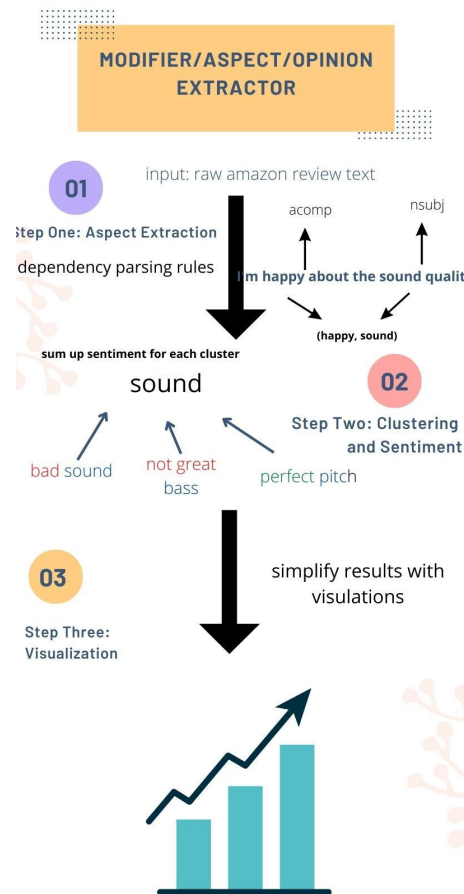 MODIFIER/ASPECT/OPINION
EXTRACTOR
01
input: raw amazon review text
Step One: Aspect Extraction
dependency parsing rules
acomp
nsubj
I'm happy about the sound qualit
(happy, sound)
sum up sentiment for each cluster
sound
02
Step Two: Clustering
and Sentiment
bad sound
not great
bass
perfect pitch
03
simplify results with
visulations
Step Three:
Visualization